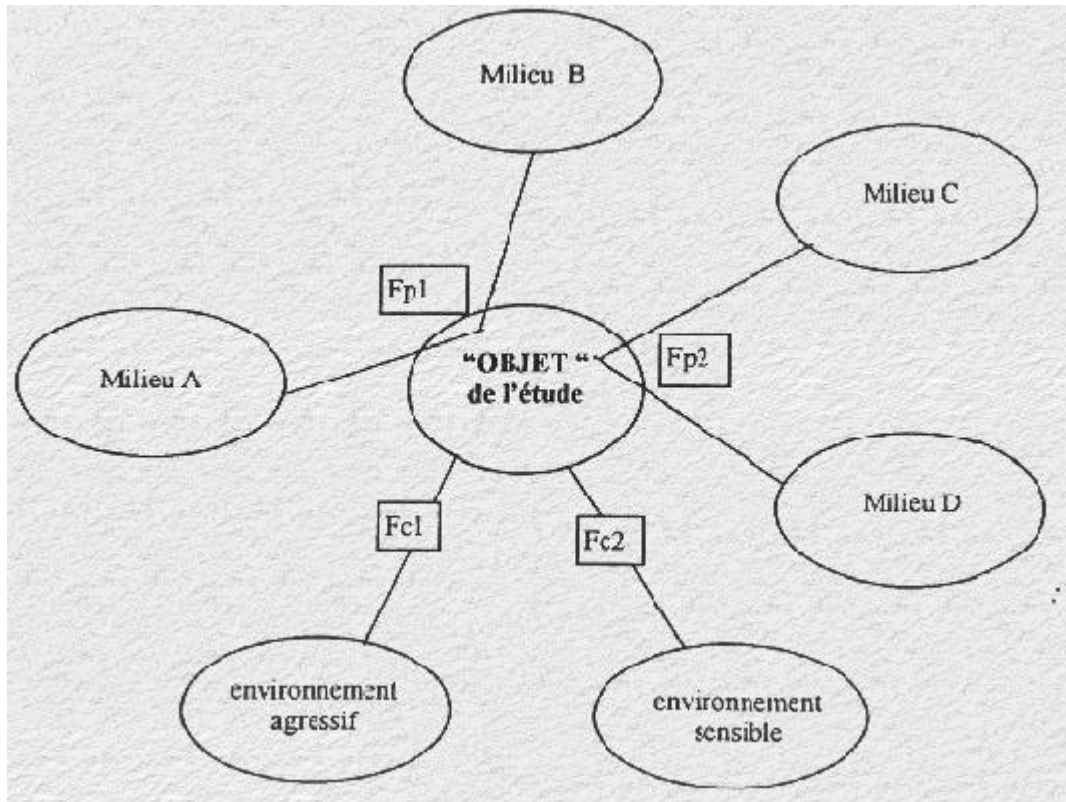 Milieu B
Milieu C
Fp1
Milieu A
“OBJET “
de l’étude
Fp2
Milieu D
Fc1
Fc2
environnement
agressif
environnement
sensible